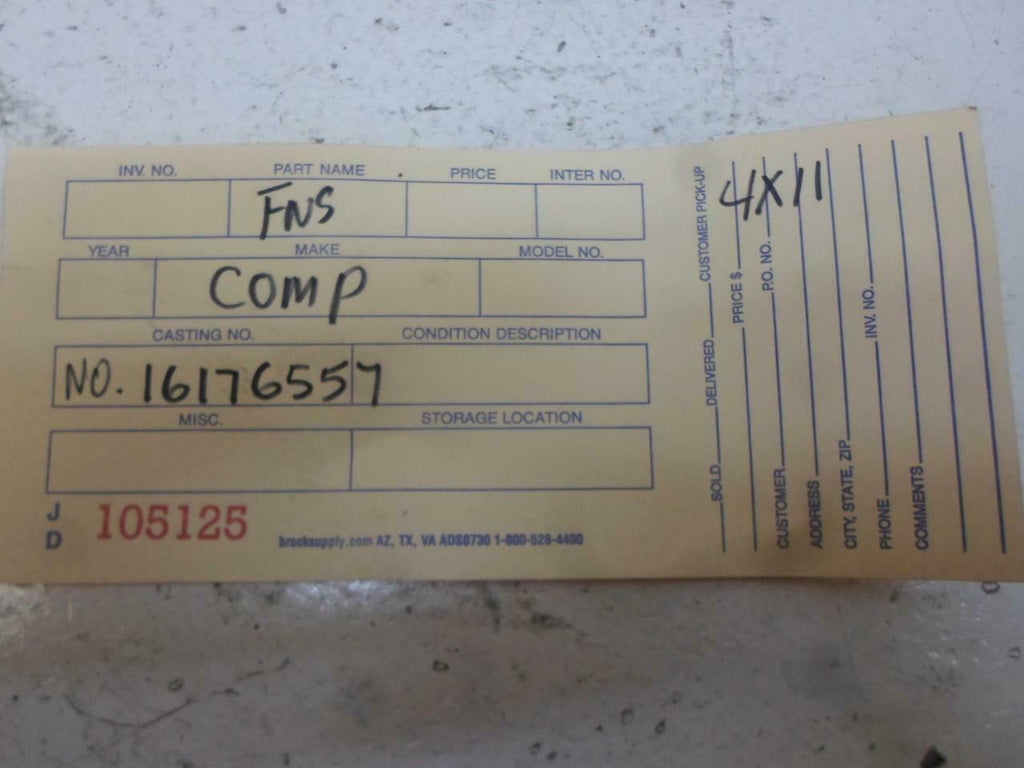 INV. NO. PART NAME PRICE INTER NO.
FNS
YEAR MAKE MODEL NO.
COMP
CASTING NO. CONDITION DESCRIPTION
NO. 16176557
MISC. STORAGE LOCATION
JD 105125
brocksupply.com AZ, TX, VA ADS0730 1-800-528-4400
SOLD DELIVERED CUSTOMER PICK-UP
PRICE $
4X11
CUSTOMER P.O. NO.
ADDRESS
CITY, STATE, ZIP
PHONE INV. NO.
COMMENTS